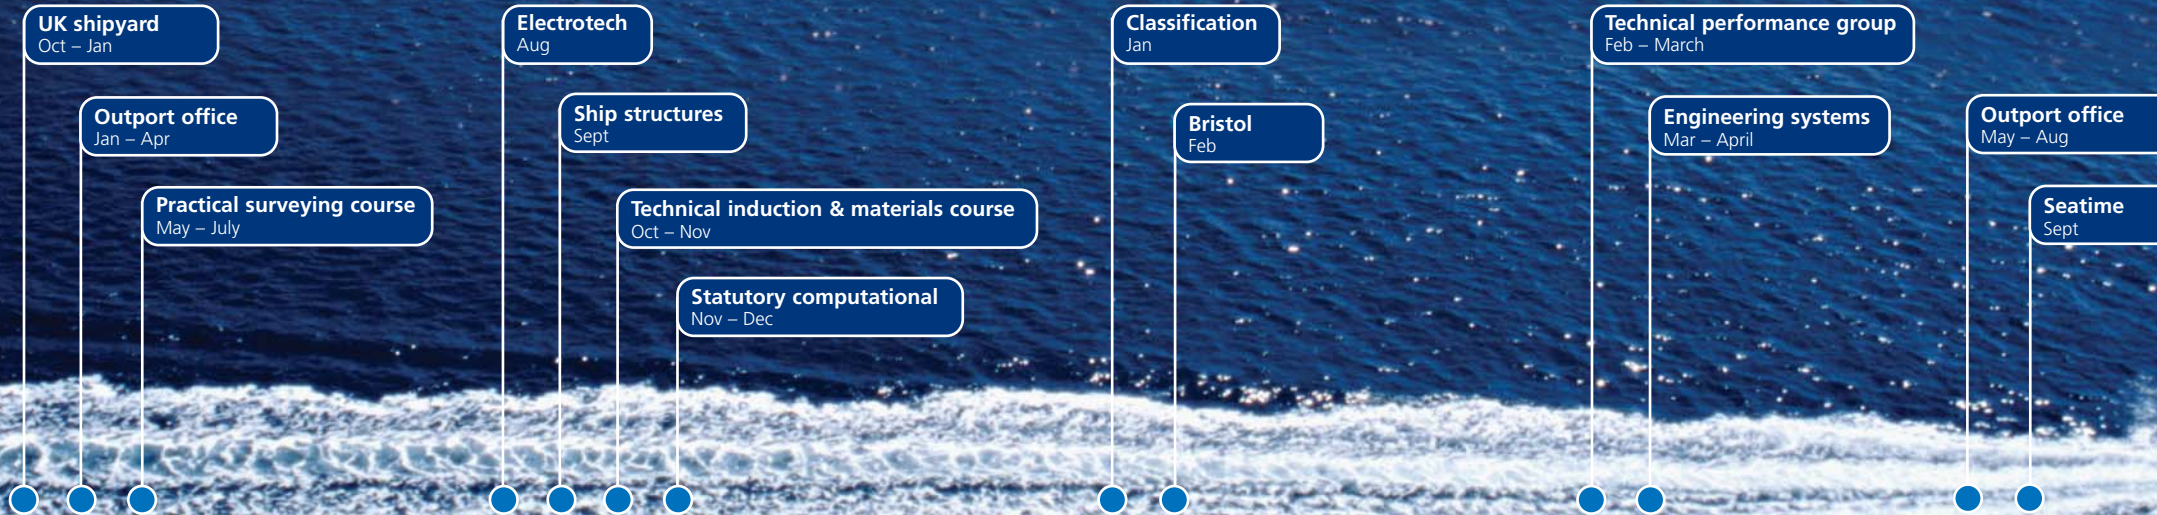 UK shipyard
Oct – Jan
Outport office
Jan – Apr
Practical surveying course
May – July
Electrotech
Aug
Ship structures
Sept
Technical induction & materials course
Oct – Nov
Statutory computational
Nov – Dec
Classification
Jan
Bristol
Feb
Technical performance group
Feb – March
Engineering systems
Mar – April
Outport office
May – Aug
Seatime
Sept